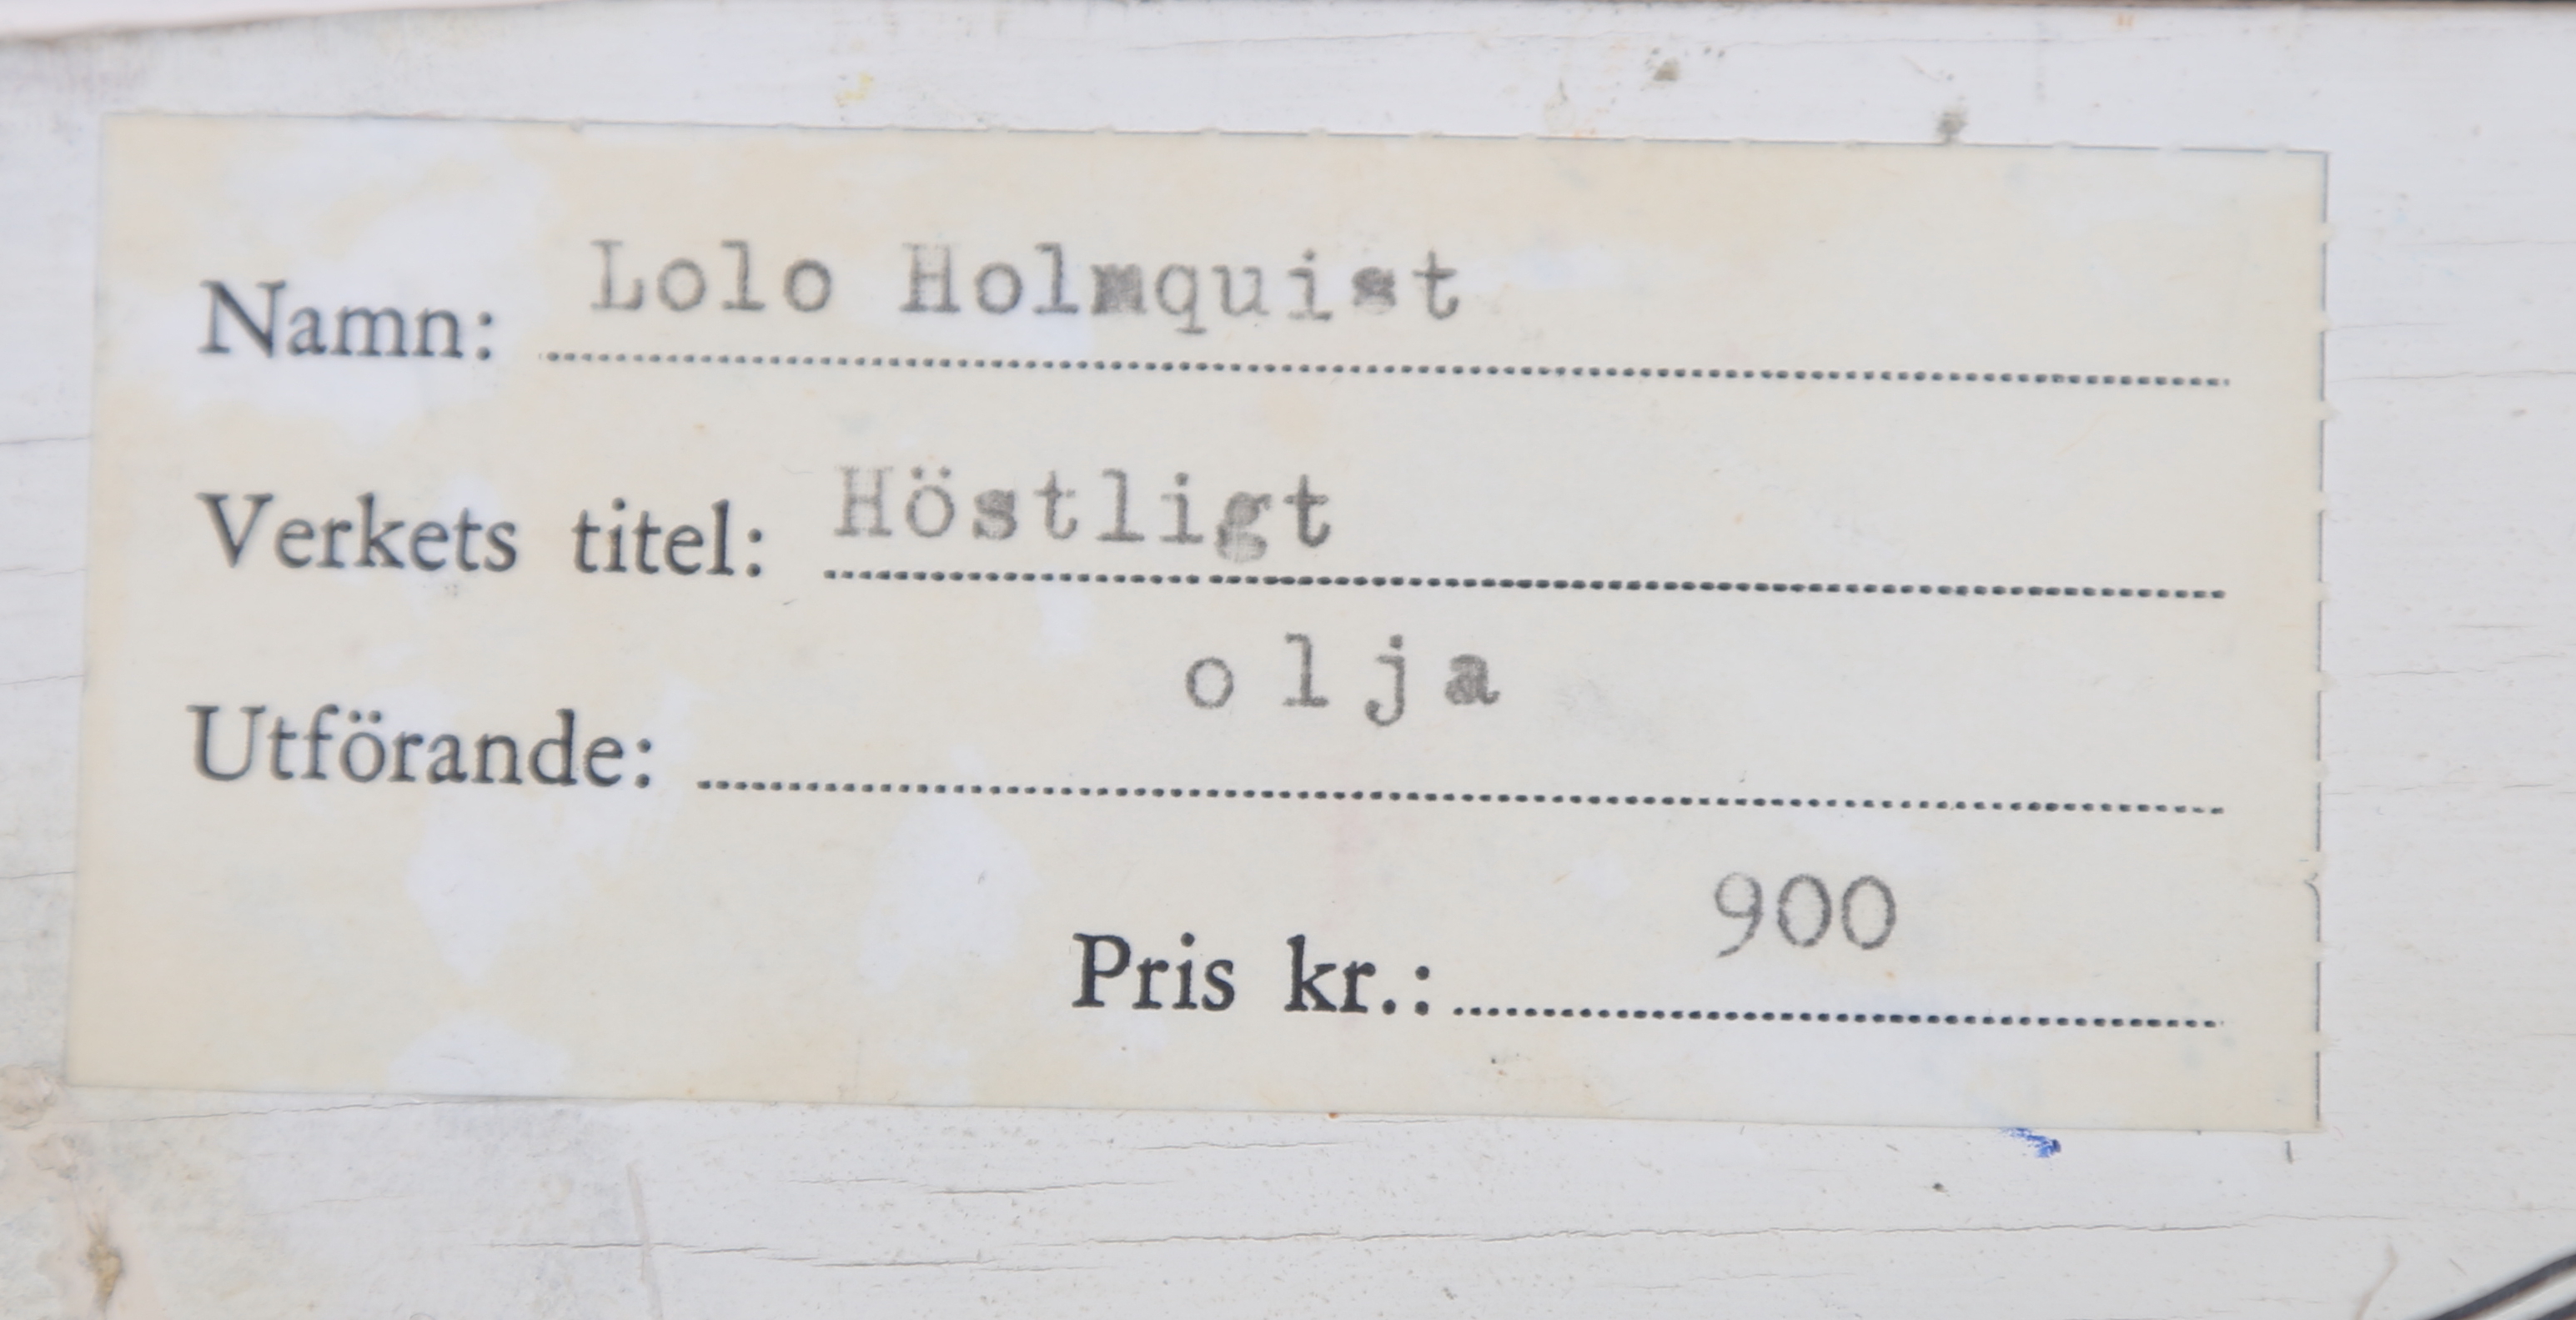 Namn: Lolo Holmquist
Verkets titel: Höstligt
Utförande: olja
Pris kr.: 900